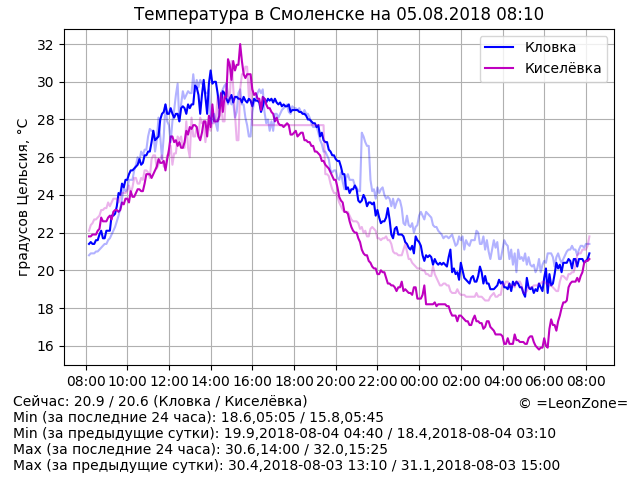 Температура в Смоленске на 05.08.2018 08:10
Кловка
Киселёвка
градусов Цельсия, °C
32
30
28
26
24
22
20
18
16
08:00 10:00 12:00 14:00 16:00 18:00 20:00 22:00 00:00 02:00 04:00 06:00 08:00
Сейчас: 20.9 / 20.6 (Кловка / Киселёвка)
© =LeonZone=
Min (за последние 24 часа): 18.6,05:05 / 15.8,05:45
Min (за предыдущие сутки): 19.9,2018-08-04 04:40 / 18.4,2018-08-04 03:10
Max (за последние 24 часа): 30.6,14:00 / 32.0,15:25
Max (за предыдущие сутки): 30.4,2018-08-03 13:10 / 31.1,2018-08-03 15:00